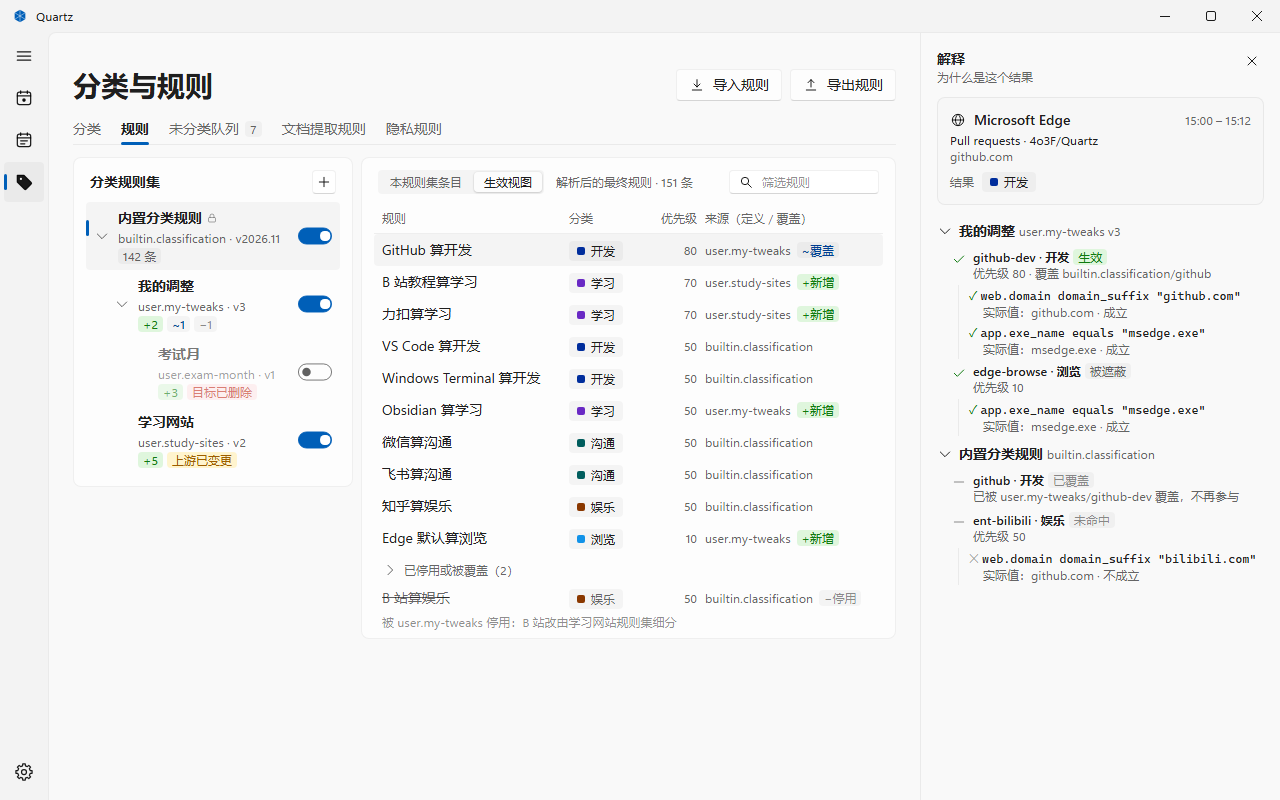 Quartz
分类与规则
导入规则
导出规则
分类 规则 未分类队列 7 文档提取规则 隐私规则
分类规则集
内置分类规则
builtin.classification · v2026.11
142 条
我的调整
user.my-tweaks · v3
+2 ~1 −1
考试月
user.exam-month · v1
+3 目标已删除
学习网站
user.study-sites · v2
+5 上游已变更
本规则集条目 生效视图 解析后的最终规则 · 151 条 筛选规则
规则 分类 优先级 来源（定义 / 覆盖）
GitHub 算开发 开发 80 user.my-tweaks ~覆盖
B 站教程算学习 学习 70 user.study-sites +新增
力扣算学习 学习 70 user.study-sites +新增
VS Code 算开发 开发 50 builtin.classification
Windows Terminal 算开发 开发 50 builtin.classification
Obsidian 算学习 学习 50 user.my-tweaks +新增
微信算沟通 沟通 50 builtin.classification
飞书算沟通 沟通 50 builtin.classification
知乎算娱乐 娱乐 50 builtin.classification
Edge 默认算浏览 浏览 10 user.my-tweaks +新增
已停用或被覆盖（2）
B 站算娱乐 娱乐 50 builtin.classification −停用
被 user.my-tweaks 停用：B 站改由学习网站规则集细分
解释
为什么是这个结果
Microsoft Edge 15:00 – 15:12
Pull requests · 4o3F/Quartz
github.com
结果 开发
我的调整 user.my-tweaks v3
github-dev · 开发 生效
优先级 80 · 覆盖 builtin.classification/github
✓ web.domain domain_suffix "github.com"
实际值：github.com · 成立
✓ app.exe_name equals "msedge.exe"
实际值：msedge.exe · 成立
edge-browse · 浏览 被遮蔽
优先级 10
✓ app.exe_name equals "msedge.exe"
实际值：msedge.exe · 成立
内置分类规则 builtin.classification
github · 开发 已覆盖
已被 user.my-tweaks/github-dev 覆盖，不再参与
ent-bilibili · 娱乐 未命中
优先级 50
✕ web.domain domain_suffix "bilibili.com"
实际值：github.com · 不成立